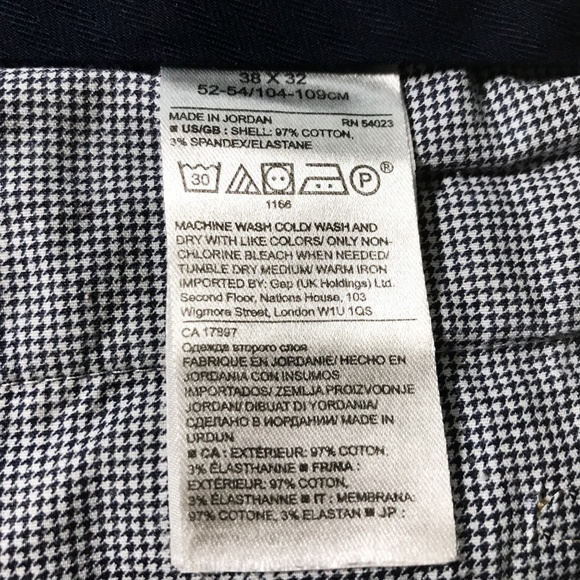 38 X 32
52-54/104-109CM
MADE IN JORDAN RN 54023
■ US/GB : SHELL: 97% COTTON,
3% SPANDEX/ELASTANE
30 P ®
1166
MACHINE WASH COLD/ WASH AND
DRY WITH LIKE COLORS/ ONLY NON-
CHLORINE BLEACH WHEN NEEDED/
TUMBLE DRY MEDIUM/ WARM IRON
IMPORTED BY: Gap (UK Holdings) Ltd.
Second Floor, Nations House, 103
Wigmore Street, London W1U 1QS
CA 17897
Одежда второго слоя
FABRIQUE EN JORDANIE/ HECHO EN
JORDANIA CON INSUMOS
IMPORTADOS/ ZEMLJA PROIZVODNJE
JORDAN/ DIBUAT DI YORDANIA/
СДЕЛАНО В ИОРДАНИИ/ MADE IN
URDUN
■ CA : EXTÉRIEUR: 97% COTON,
3% ÉLASTHANNE ■ FR/MA :
EXTÉRIEUR: 97% COTON,
3% ÉLASTHANNE ■ IT : MEMBRANA:
97% COTONE, 3% ELASTAN ■ JP :